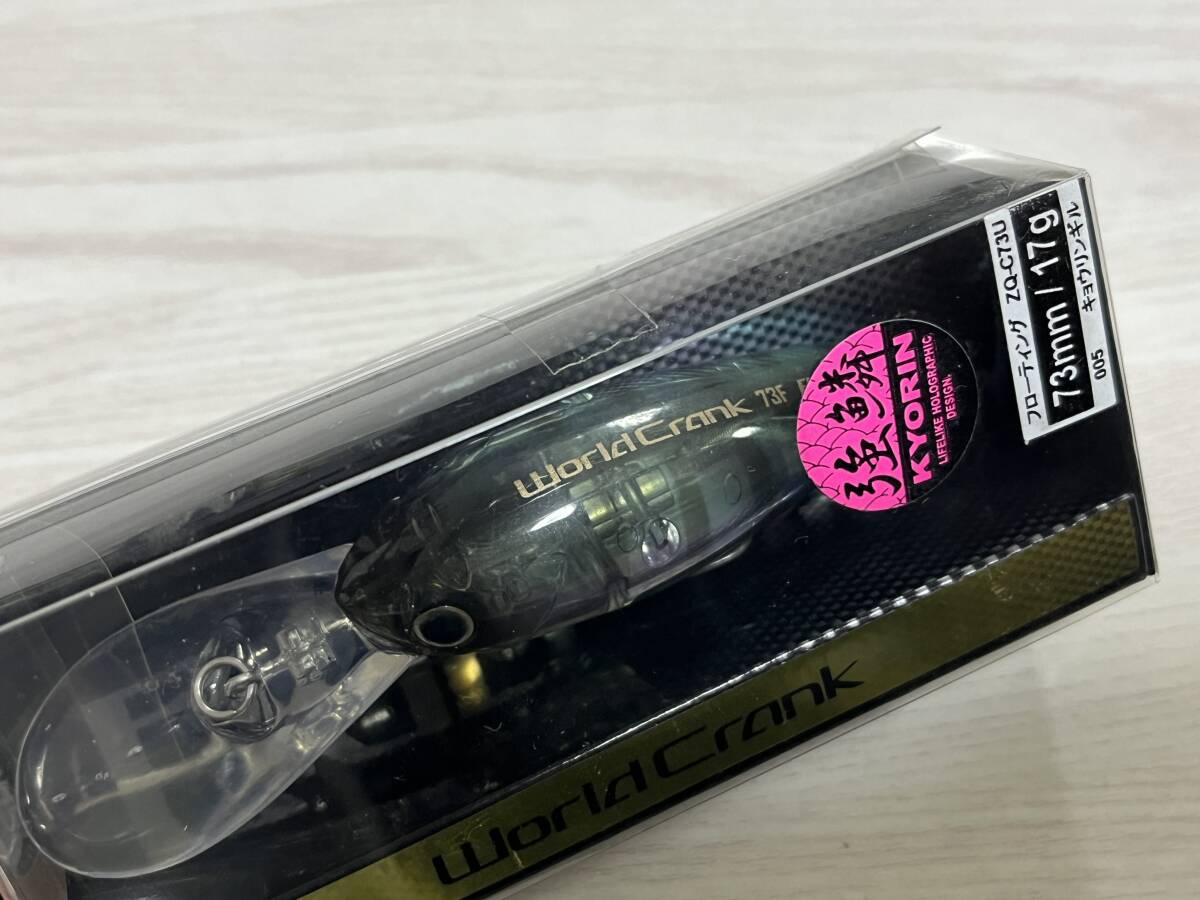 フローティング ZQ-C73U
73mm / 17g
005 キョウリンギル
強鱗
KYORIN
LIFELIKE HOLOGRAPHIC
DESIGN.
World Crank 73F
World Crank